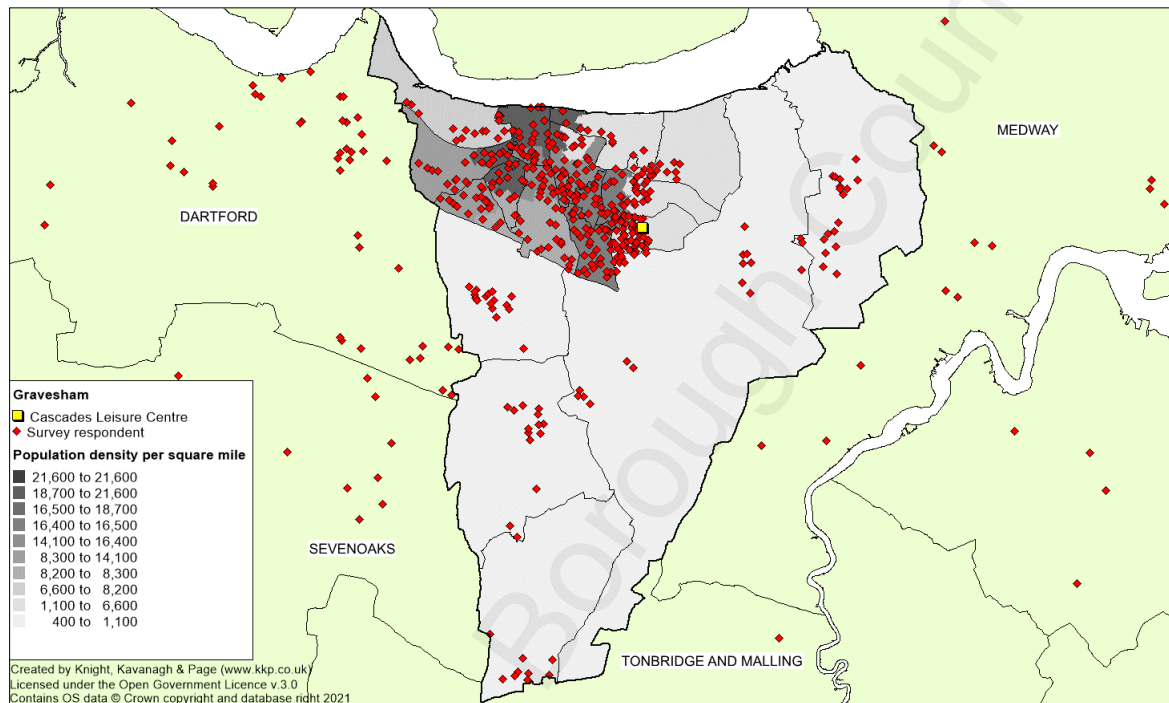 MEDWAY
DARTFORD
Gravesham
Cascades Leisure Centre
Survey respondent
Population density per square mile
21,600 to 21,600
18,700 to 21,600
16,500 to 18,700
16,400 to 16,500
14,100 to 16,400
8,300 to 14,100
8,200 to 8,300
6,600 to 8,200
1,100 to 6,600
400 to 1,100
SEVENOAKS
TONBRIDGE AND MALLING
Created by Knight, Kavanagh & Page (www.kkp.co.uk)
Licensed under the Open Government Licence v.3.0
Contains OS data © Crown copyright and database right 2021
Borough